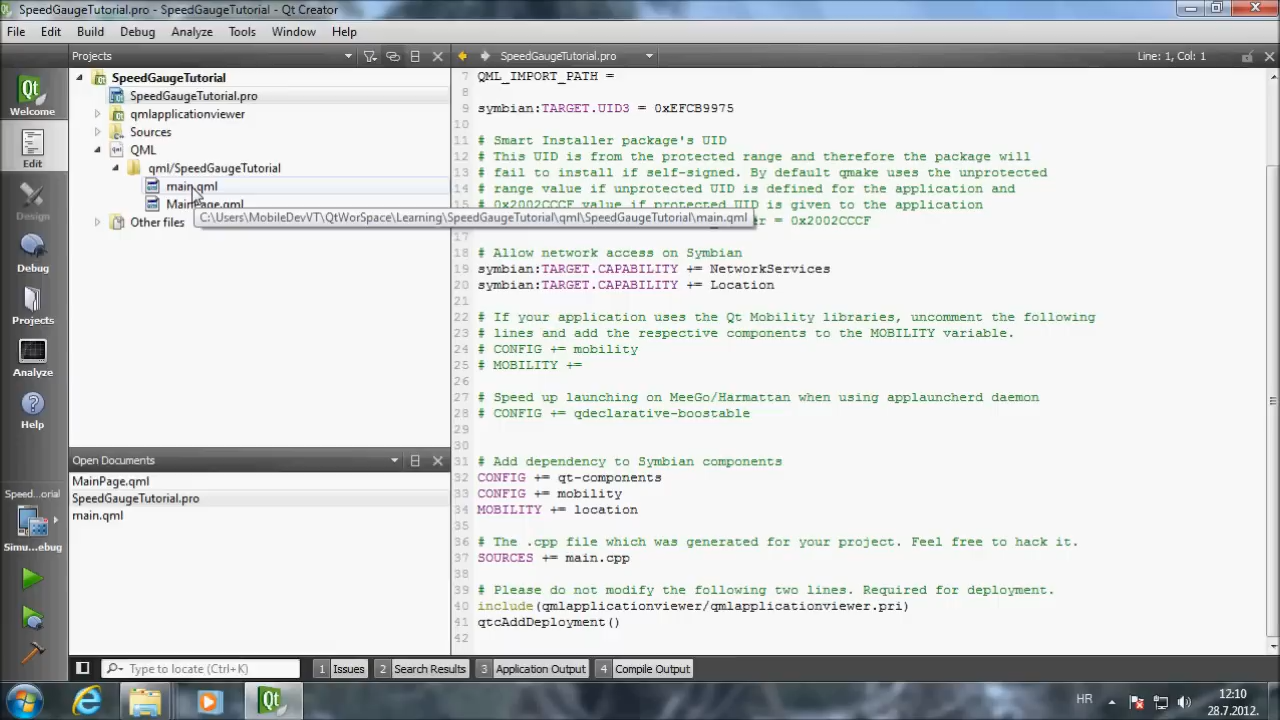 SpeedGaugeTutorial.pro - SpeedGaugeTutorial - Qt Creator
File Edit Build Debug Analyze Tools Window Help
Projects
SpeedGaugeTutorial.pro
Line: 1, Col: 1
Welcome
Edit
Design
Debug
Projects
Analyze
Help
Speed...orial
Simu...ebug
SpeedGaugeTutorial
SpeedGaugeTutorial.pro
qmlapplicationviewer
Sources
QML
qml/SpeedGaugeTutorial
main.qml
MainPage.qml
Other files
C:\Users\MobileDevVT\QtWorSpace\Learning\SpeedGaugeTutorial\qml\SpeedGaugeTutorial\main.qml
Open Documents
MainPage.qml
SpeedGaugeTutorial.pro
main.qml
7 QML_IMPORT_PATH =
8
9 symbian:TARGET.UID3 = 0xEFCB9975
10
11 # Smart Installer package's UID
12 # This UID is from the protected range and therefore the package will
13 # fail to install if self-signed. By default qmake uses the unprotected
14 # range value if unprotected UID is defined for the application and
15 # 0x2002CCCF value if protected UID is given to the application
= 0x2002CCCF
17
18 # Allow network access on Symbian
19 symbian:TARGET.CAPABILITY += NetworkServices
20 symbian:TARGET.CAPABILITY += Location
21
22 # If your application uses the Qt Mobility libraries, uncomment the following
23 # lines and add the respective components to the MOBILITY variable.
24 # CONFIG += mobility
25 # MOBILITY +=
26
27 # Speed up launching on MeeGo/Harmattan when using applauncherd daemon
28 # CONFIG += qdeclarative-boostable
29
30
31 # Add dependency to Symbian components
32 CONFIG += qt-components
33 CONFIG += mobility
34 MOBILITY += location
35
36 # The .cpp file which was generated for your project. Feel free to hack it.
37 SOURCES += main.cpp
38
39 # Please do not modify the following two lines. Required for deployment.
40 include(qmlapplicationviewer/qmlapplicationviewer.pri)
41 qtcAddDeployment()
42
Type to locate (Ctrl+K)
1 Issues 2 Search Results 3 Application Output 4 Compile Output
HR
12:10
28.7.2012.